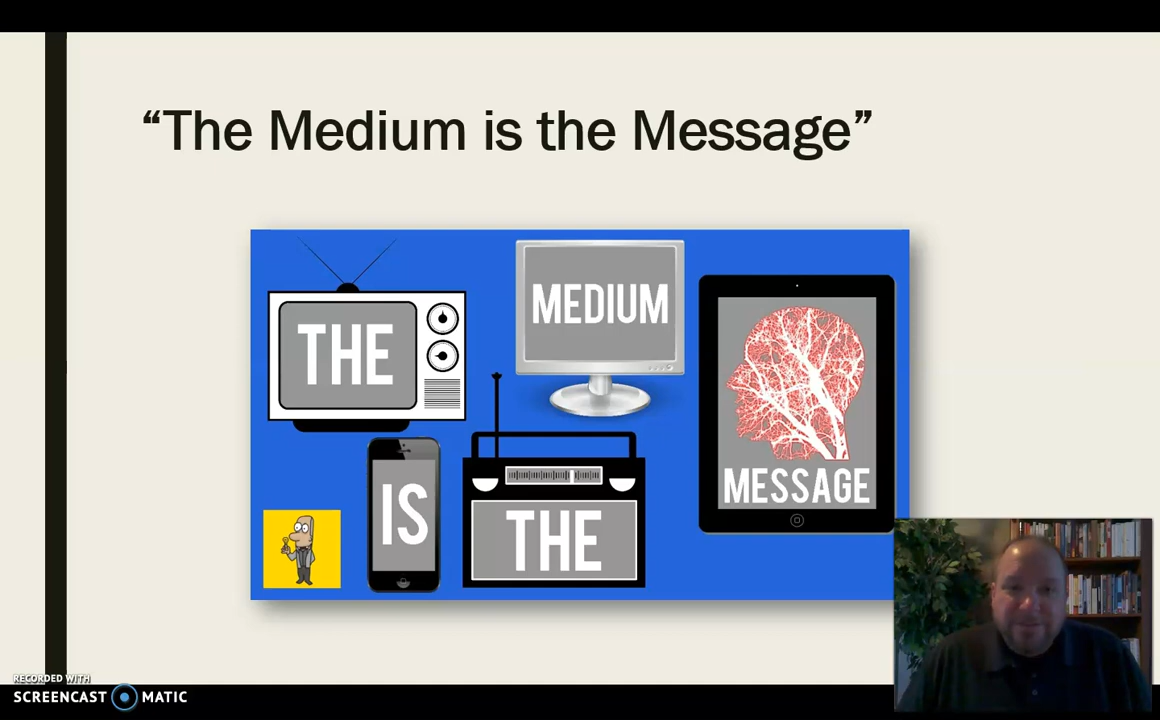 “The Medium is the Message”
THE
MEDIUM
IS
THE
MESSAGE
RECORDED WITH
SCREENCAST MATIC